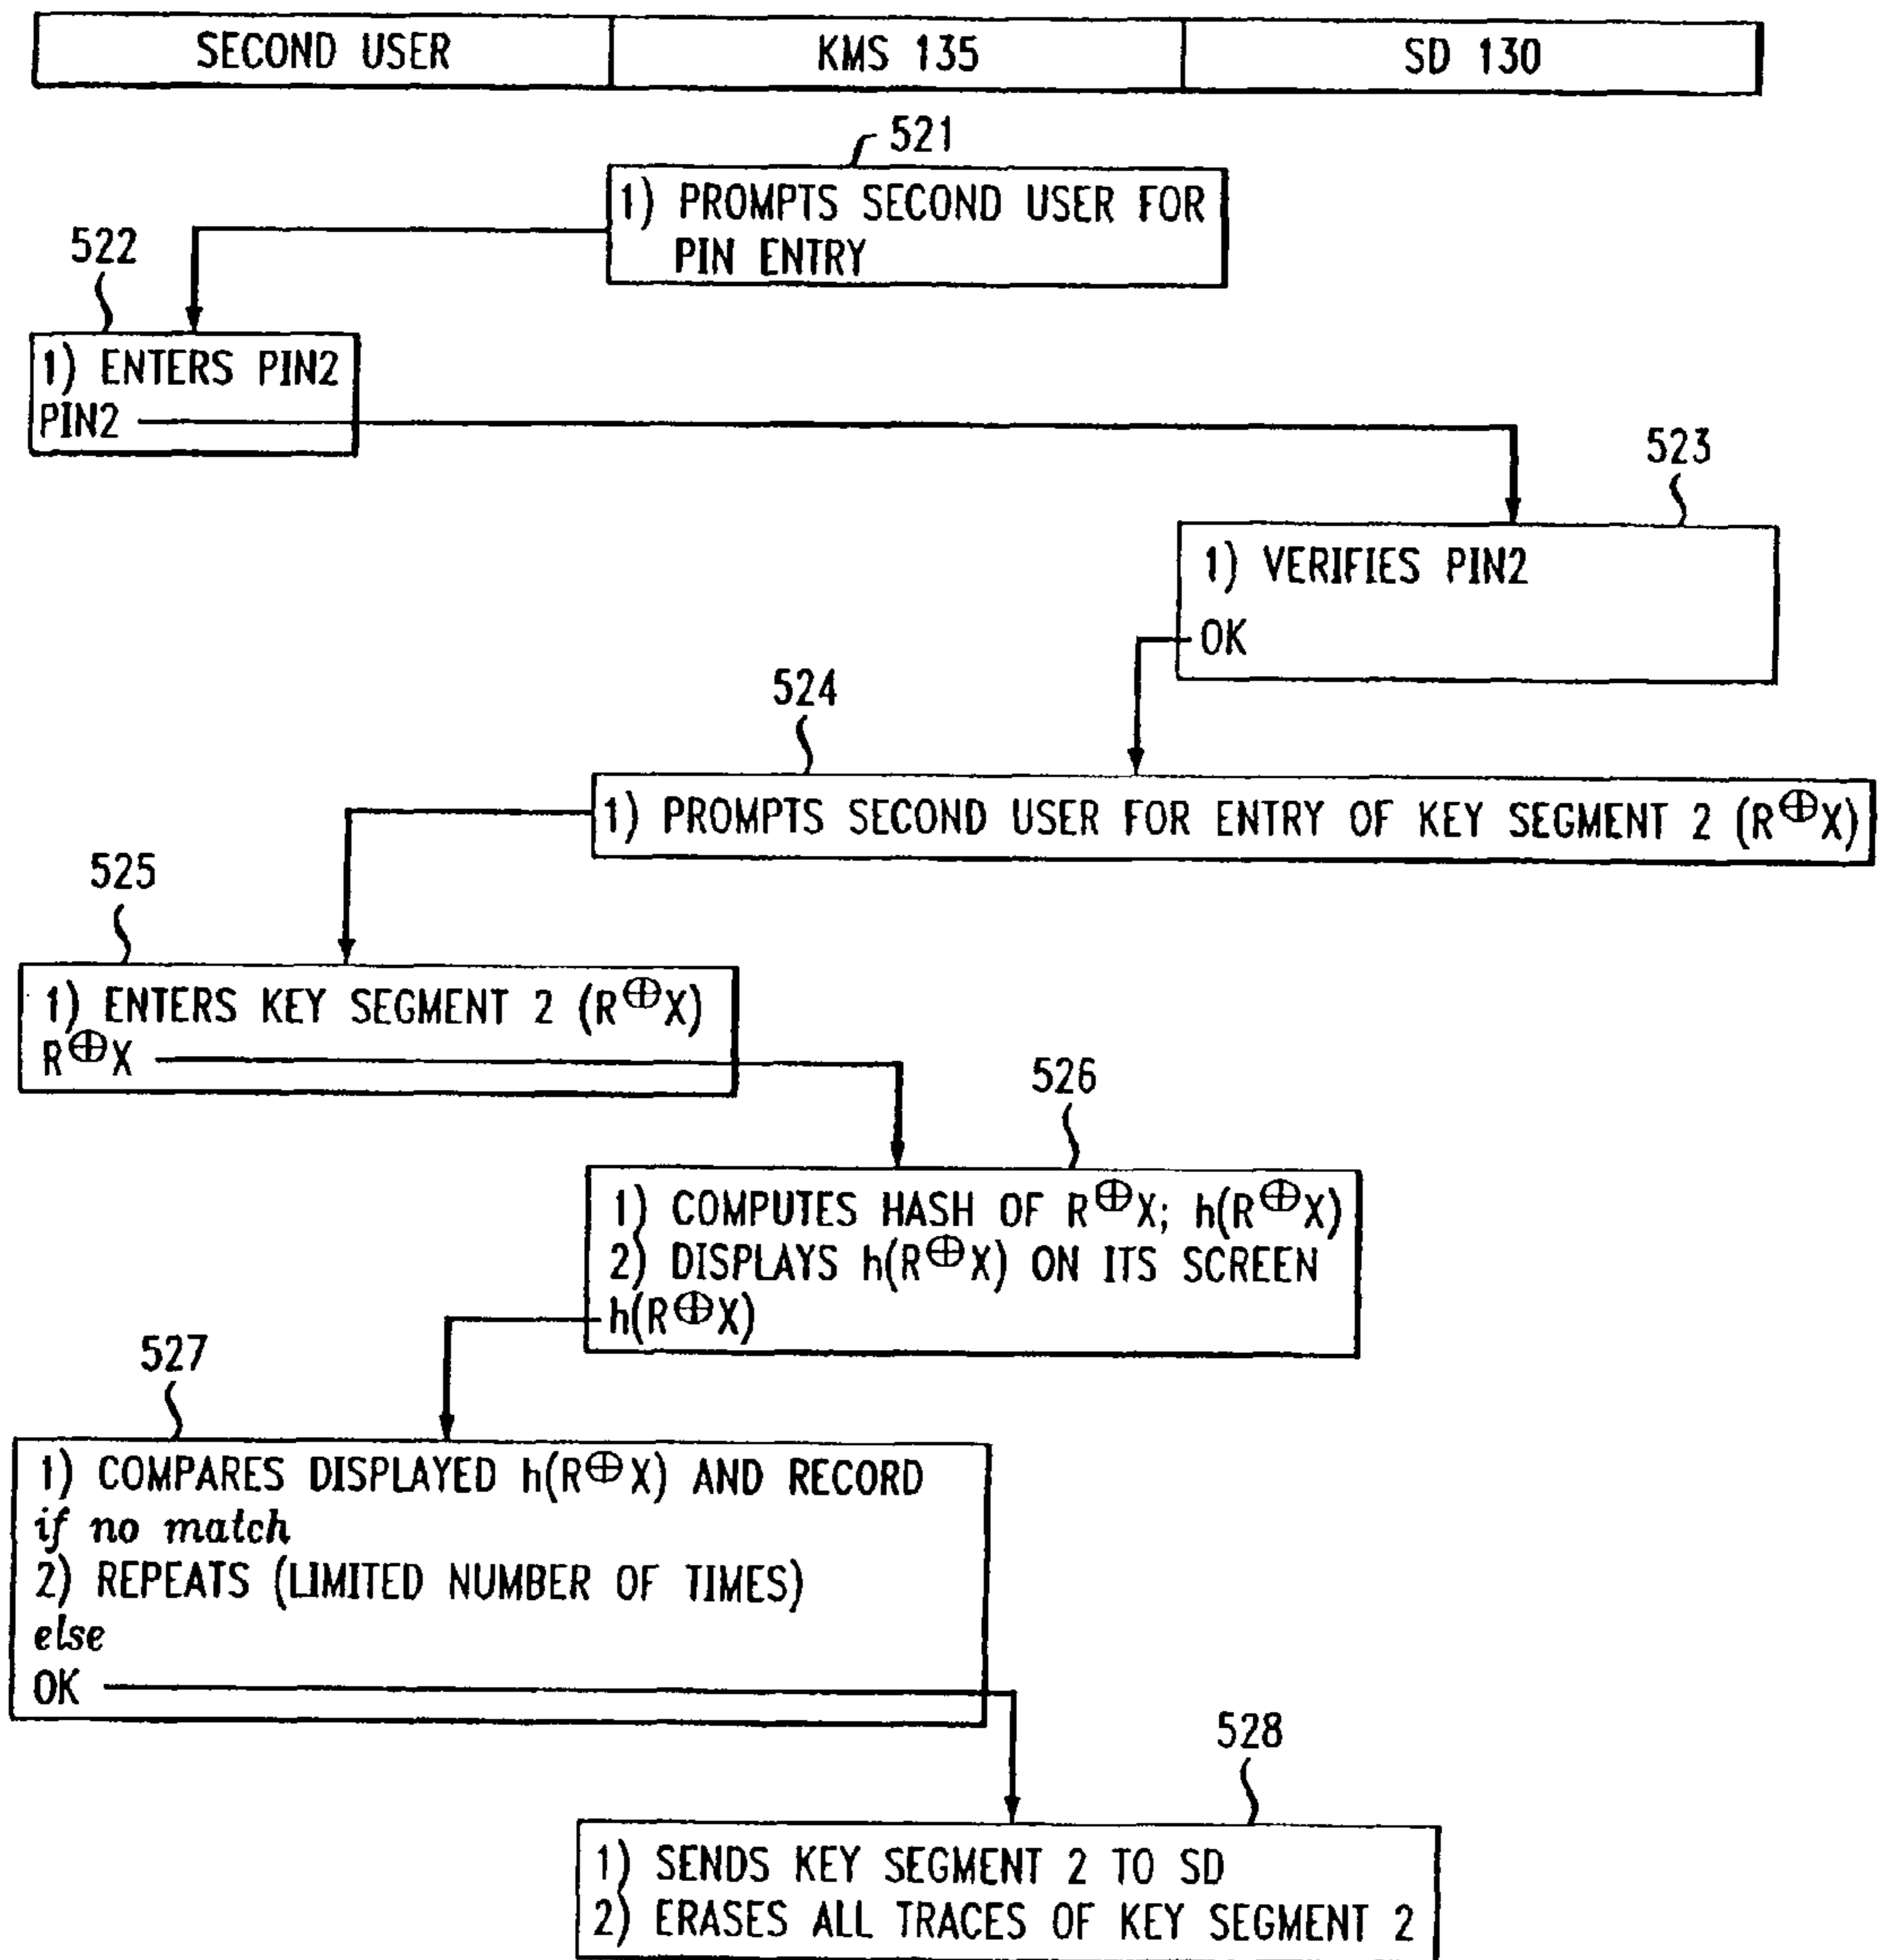 SECOND USER KMS 135 SD 130
521
1) PROMPTS SECOND USER FOR
PIN ENTRY
522
1) ENTERS PIN2
PIN2
523
1) VERIFIES PIN2
OK
524
1) PROMPTS SECOND USER FOR ENTRY OF KEY SEGMENT 2 (R⊕X)
525
1) ENTERS KEY SEGMENT 2 (R⊕X)
R⊕X
526
1) COMPUTES HASH OF R⊕X; h(R⊕X)
2) DISPLAYS h(R⊕X) ON ITS SCREEN
h(R⊕X)
527
1) COMPARES DISPLAYED h(R⊕X) AND RECORD
if no match
2) REPEATS (LIMITED NUMBER OF TIMES)
else
OK
528
1) SENDS KEY SEGMENT 2 TO SD
2) ERASES ALL TRACES OF KEY SEGMENT 2